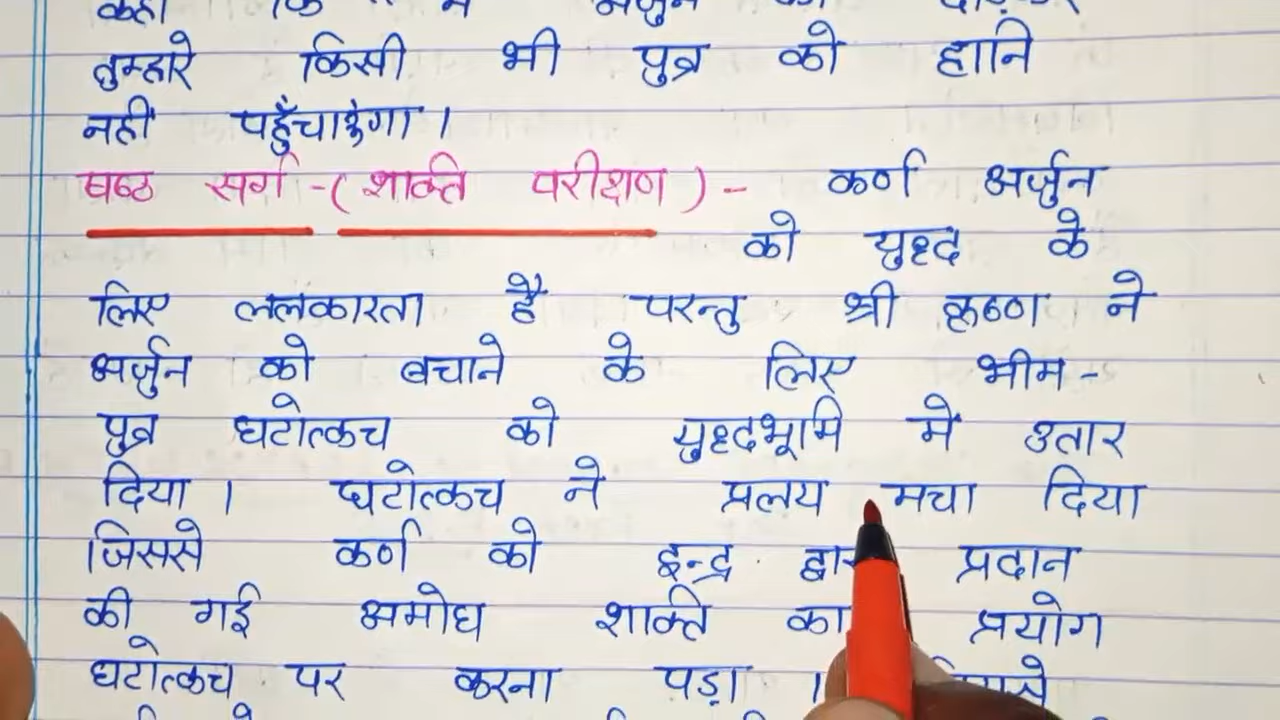 तुम्हारे किसी भी पुत्र को हानि
नहीं पहुँचाएगा।
षष्ठ सर्ग -(शक्ति परीक्षण) - कर्ण अर्जुन
को युद्ध के
लिए ललकारता है परन्तु श्री कृष्ण ने
अर्जुन को बचाने के लिए भीम-
पुत्र घटोत्कच को युद्धभूमि में उतार
दिया। घटोत्कच ने प्रलय मचा दिया
जिससे कर्ण को इन्द्र प्रदान
की गई अमोघ शक्ति का प्रयोग
घटोत्कच पर करना पड़ा ।